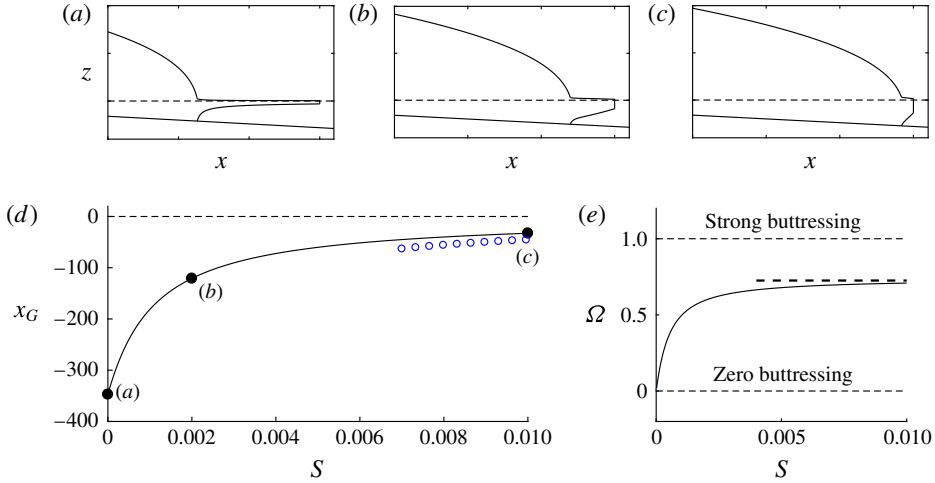 (a)
(b)
(c)
z
x
x
x
(d)
0
−100
−200
−300
−400
x_G
(a)
(b)
(c)
0
0.002
0.004
0.006
0.008
0.010
S
(e)
Strong buttressing
1.0
0.5
Ω
Zero buttressing
0
0
0.005
0.010
S